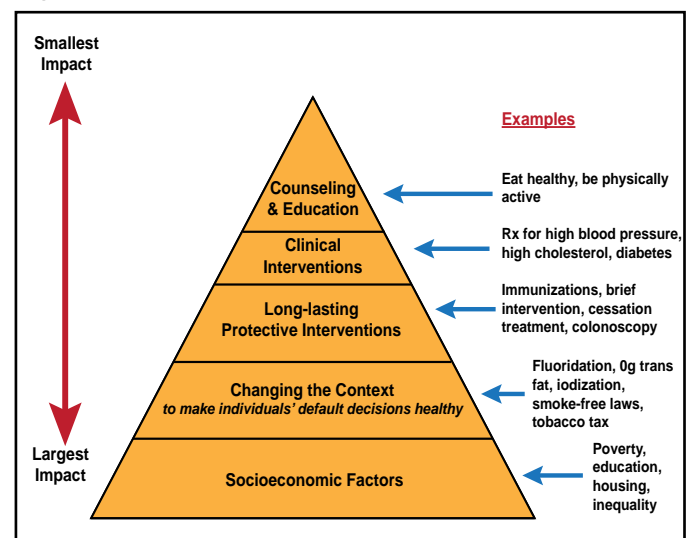 Smallest
Impact
Examples
Counseling
& Education
Eat healthy, be physically
active
Clinical
Interventions
Rx for high blood pressure,
high cholesterol, diabetes
Long-lasting
Protective Interventions
Immunizations, brief
intervention, cessation
treatment, colonoscopy
Changing the Context
to make individuals' default decisions healthy
Fluoridation, 0g trans
fat, iodization,
smoke-free laws,
tobacco tax
Largest
Impact
Socioeconomic Factors
Poverty,
education,
housing,
inequality